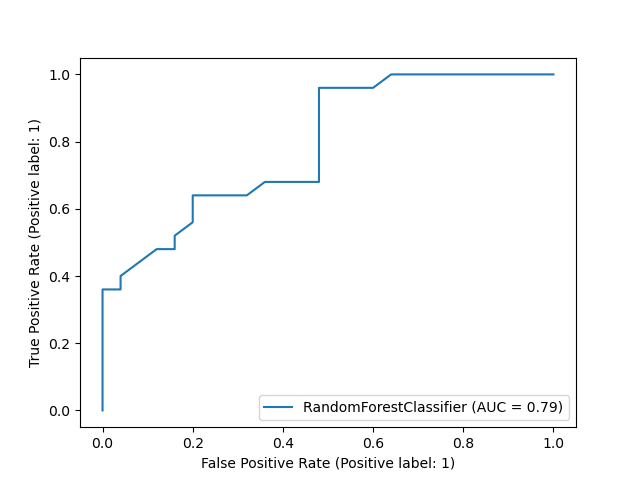 1.0
0.8
0.6
0.4
0.2
0.0
True Positive Rate (Positive label: 1)
RandomForestClassifier (AUC = 0.79)
0.0 0.2 0.4 0.6 0.8 1.0
False Positive Rate (Positive label: 1)